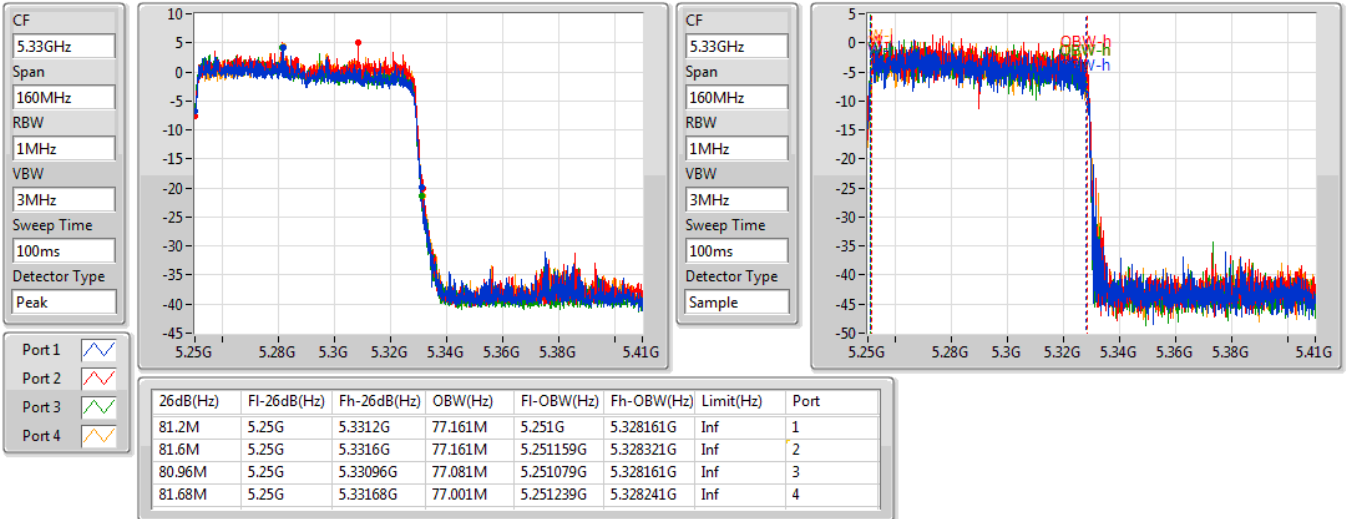 CF
5.33GHz
Span
160MHz
RBW
1MHz
VBW
3MHz
Sweep Time
100ms
Detector Type
Peak
10
5
0
-5
-10
-15
-20
-25
-30
-35
-40
-45
5.25G 5.28G 5.3G 5.32G 5.34G 5.36G 5.38G 5.41G
CF
5.33GHz
Span
160MHz
RBW
1MHz
VBW
3MHz
Sweep Time
100ms
Detector Type
Sample
5
0
-5
-10
-15
-20
-25
-30
-35
-40
-45
-50
OBW-h
5.25G 5.28G 5.3G 5.32G 5.34G 5.36G 5.38G 5.41G
Port 1
Port 2
Port 3
Port 4
26dB(Hz) Fl-26dB(Hz) Fh-26dB(Hz) OBW(Hz) Fl-OBW(Hz) Fh-OBW(Hz) Limit(Hz) Port
81.2M 5.25G 5.3312G 77.161M 5.251G 5.328161G Inf 1
81.6M 5.25G 5.3316G 77.161M 5.251159G 5.328321G Inf 2
80.96M 5.25G 5.33096G 77.081M 5.251079G 5.328161G Inf 3
81.68M 5.25G 5.33168G 77.001M 5.251239G 5.328241G Inf 4